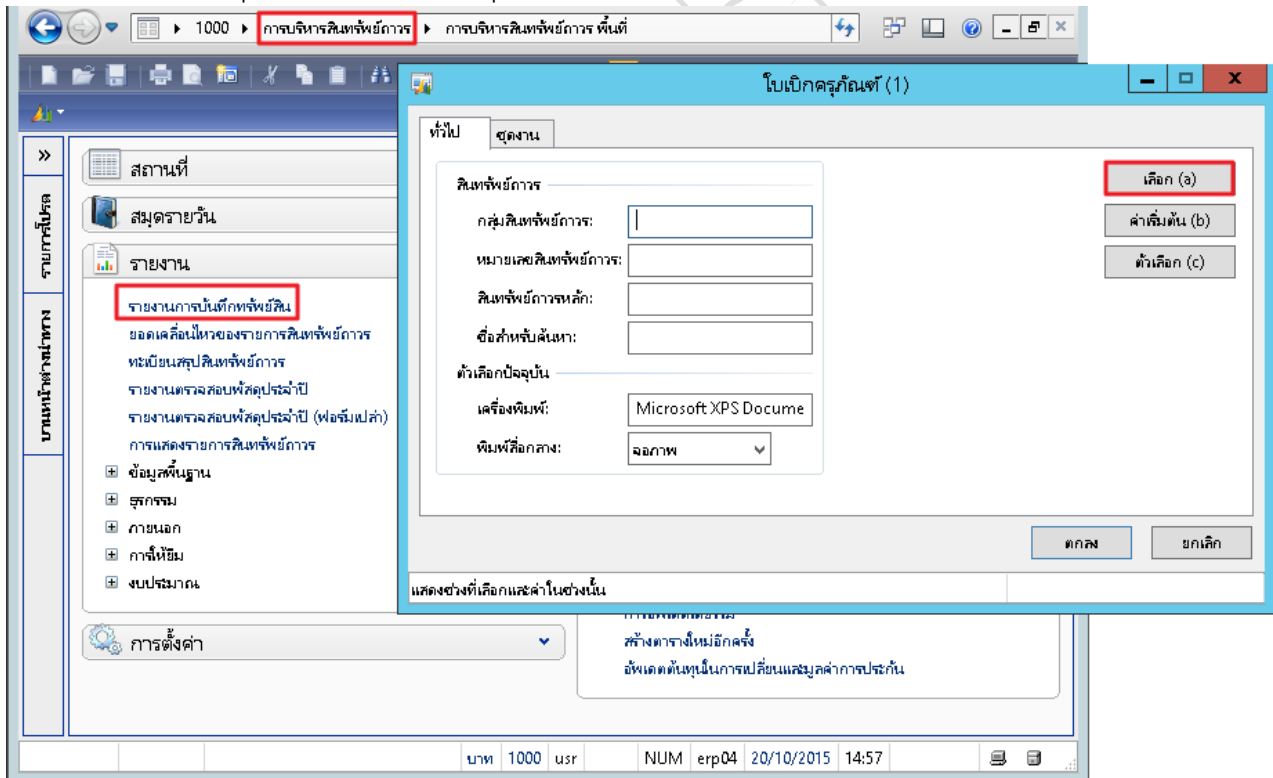 1000 การบริหารสินทรัพย์ถาวร การบริหารสินทรัพย์ถาวร พื้นที่
ใบเบิกครุภัณฑ์ (1)
ทั่วไป ชุดงาน
สินทรัพย์ถาวร
กลุ่มสินทรัพย์ถาวร:
หมายเลขสินทรัพย์ถาวร:
สินทรัพย์ถาวรหลัก:
ชื่อสำหรับค้นหา:
ตัวเลือกปัจจุบัน
เครื่องพิมพ์: Microsoft XPS Docume
พิมพ์สื่อกลาง: จอภาพ
เลือก (a)
ค่าเริ่มต้น (b)
ตัวเลือก (c)
ตกลง ยกเลิก
แสดงช่วงที่เลือกและค่าในช่วงนั้น
รายการโปรด
บานหน้าต่างนำทาง
สถานที่
สมุดรายวัน
รายงาน
รายงานการบันทึกทรัพย์สิน
ยอดเคลื่อนไหวของรายการสินทรัพย์ถาวร
ทะเบียนสรุปสินทรัพย์ถาวร
รายงานตรวจสอบพัสดุประจำปี
รายงานตรวจสอบพัสดุประจำปี (ฟอร์มเปล่า)
การแสดงรายการสินทรัพย์ถาวร
ข้อมูลพื้นฐาน
ธุรกรรม
ภายนอก
การให้ยืม
งบประมาณ
การตั้งค่า
สร้างตารางใหม่อีกครั้ง
อัพเดตต้นทุนในการเปลี่ยนและมูลค่าการประกัน
บาท 1000 usr NUM erp04 20/10/2015 14:57